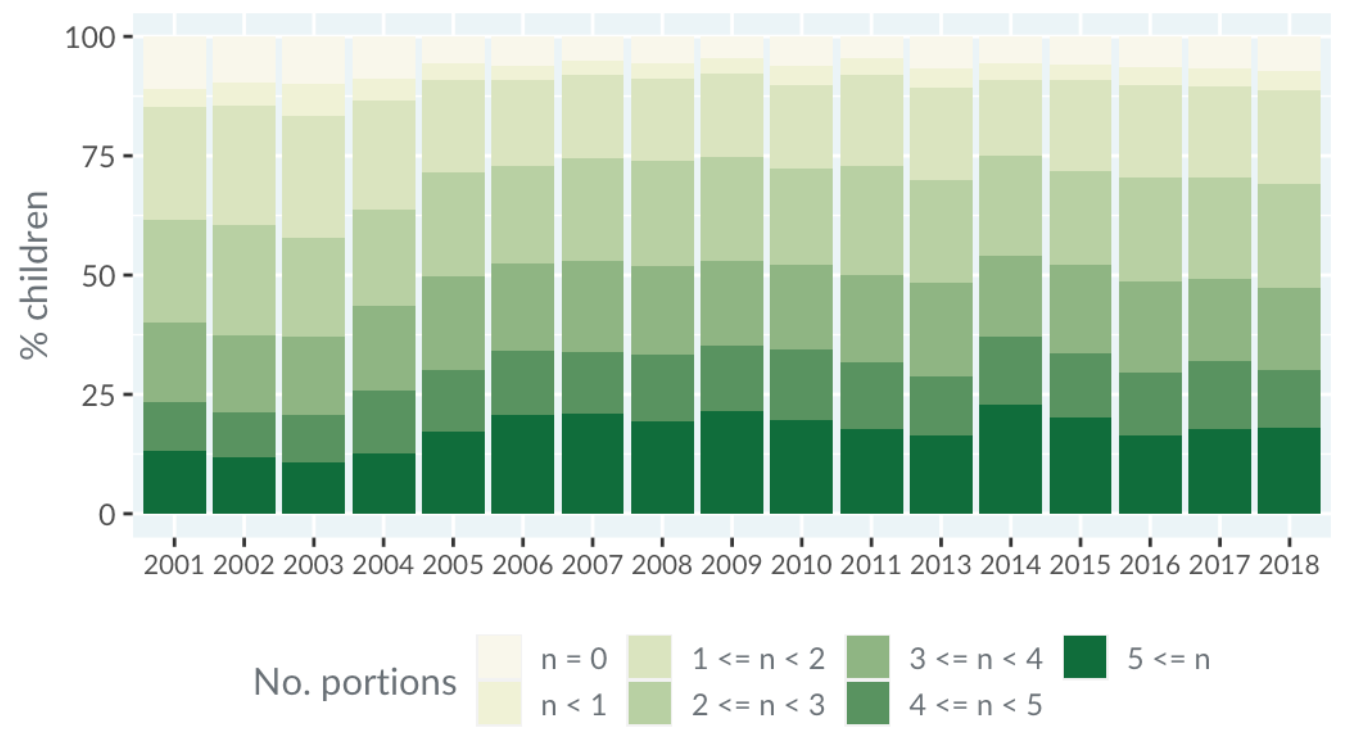 100
75
50
25
0
% children
2001 2002 2003 2004 2005 2006 2007 2008 2009 2010 2011 2013 2014 2015 2016 2017 2018
No. portions
n = 0 1 <= n < 2 3 <= n < 4 5 <= n
n < 1 2 <= n < 3 4 <= n < 5